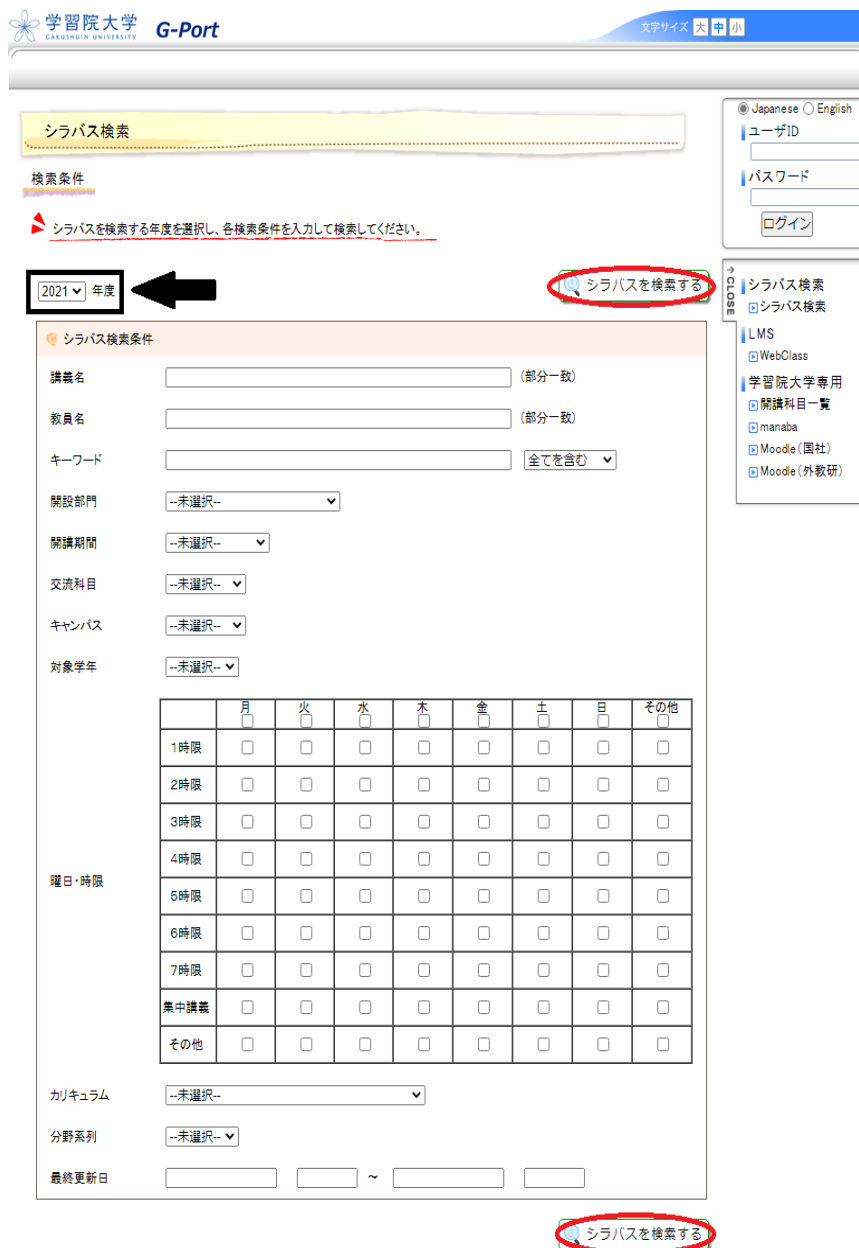 学習院大学 G-Port 文字サイズ 大 中 小
GAKUSHUIN UNIVERSITY
Japanese English
シラバス検索
ユーザID
検索条件
パスワード
シラバスを検索する年度を選択し、各検索条件を入力して検索してください。
ログイン
2021 年度
シラバスを検索する
CLOSE
シラバス検索
シラバス検索
LMS
WebClass
学習院大学専用
開講科目一覧
manaba
Moodle(国社)
Moodle(外教研)
シラバス検索条件
講義名 (部分一致)
教員名 (部分一致)
キーワード 全てを含む
開設部門 --未選択--
開講期間 --未選択--
交流科目 --未選択--
キャンパス --未選択--
対象学年 --未選択--
月 火 水 木 金 土 日 その他
1時限
2時限
3時限
4時限
曜日・時限
5時限
6時限
7時限
集中講義
その他
カリキュラム --未選択--
分野系列 --未選択--
最終更新日 ~
シラバスを検索する